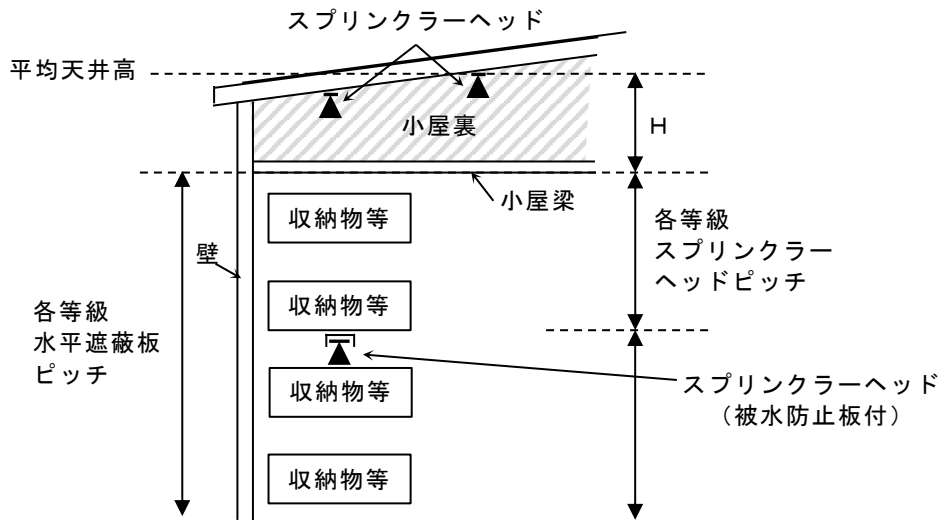 スプリンクラーヘッド
平均天井高
小屋裏
H
小屋梁
収納物等
各等級
スプリンクラー
ヘッドピッチ
壁
収納物等
各等級
水平遮蔽板
ピッチ
収納物等
スプリンクラーヘッド
(被水防止板付)
収納物等